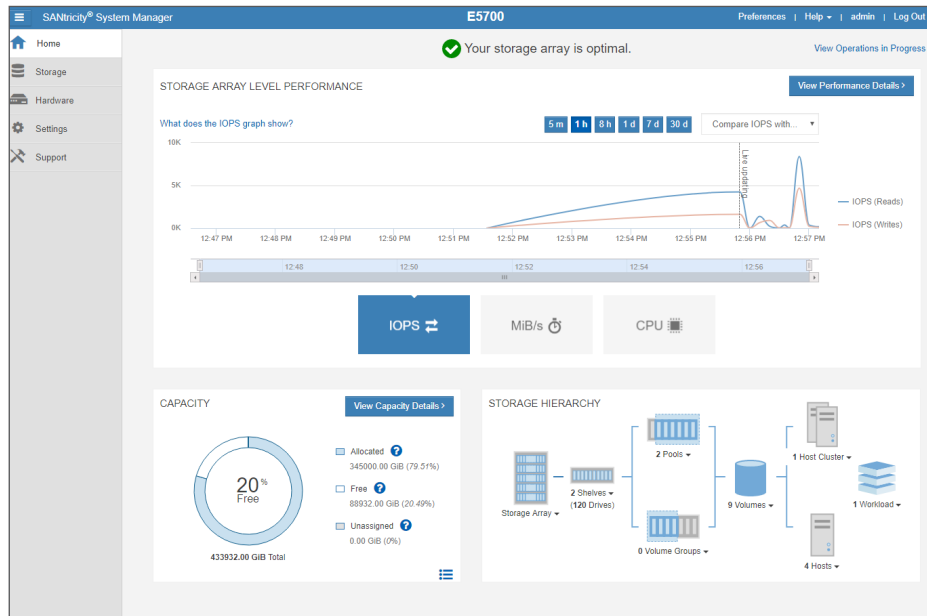 SANtricity® System Manager
E5700
Preferences | Help | admin | Log Out
Home
Storage
Hardware
Settings
Support
Your storage array is optimal.
View Operations in Progress
STORAGE ARRAY LEVEL PERFORMANCE
View Performance Details >
What does the IOPS graph show?
5 m 1 h 8 h 1 d 7 d 30 d
Compare IOPS with...
10K
5K
0K
Live updating
IOPS (Reads)
IOPS (Writes)
12:47 PM 12:48 PM 12:49 PM 12:50 PM 12:51 PM 12:52 PM 12:53 PM 12:54 PM 12:55 PM 12:56 PM 12:57 PM
12:48 12:50 12:52 12:54 12:56
IOPS
MiB/s
CPU
CAPACITY
View Capacity Details >
20%
Free
433932.00 GiB Total
Allocated
345000.00 GiB (79.51%)
Free
88932.00 GiB (20.49%)
Unassigned
0.00 GiB (0%)
STORAGE HIERARCHY
Storage Array
2 Shelves
(120 Drives)
2 Pools
0 Volume Groups
9 Volumes
1 Host Cluster
4 Hosts
1 Workload